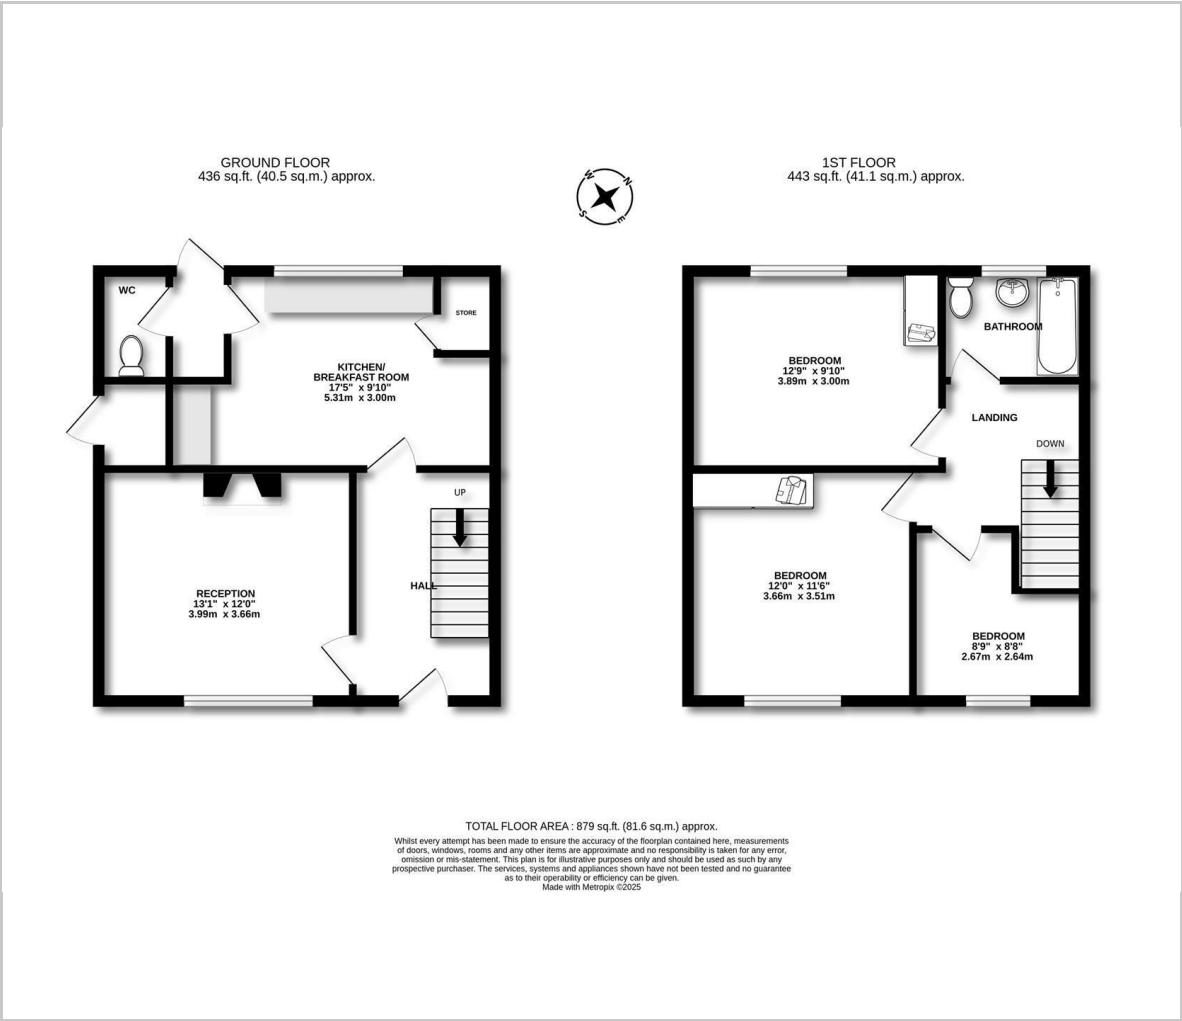 GROUND FLOOR
436 sq.ft. (40.5 sq.m.) approx.
1ST FLOOR
443 sq.ft. (41.1 sq.m.) approx.
W
N
S
E
WC
STORE
KITCHEN/
BREAKFAST ROOM
17'5" x 9'10"
5.31m x 3.00m
UP
HALL
RECEPTION
13'1" x 12'0"
3.99m x 3.66m
BEDROOM
12'9" x 9'10"
3.89m x 3.00m
BATHROOM
LANDING
DOWN
BEDROOM
12'0" x 11'6"
3.66m x 3.51m
BEDROOM
8'9" x 8'8"
2.67m x 2.64m
TOTAL FLOOR AREA : 879 sq.ft. (81.6 sq.m.) approx.
Whilst every attempt has been made to ensure the accuracy of the floorplan contained here, measurements
of doors, windows, rooms and any other items are approximate and no responsibility is taken for any error,
omission or mis-statement. This plan is for illustrative purposes only and should be used as such by any
prospective purchaser. The services, systems and appliances shown have not been tested and no guarantee
as to their operability or efficiency can be given.
Made with Metropix ©2025